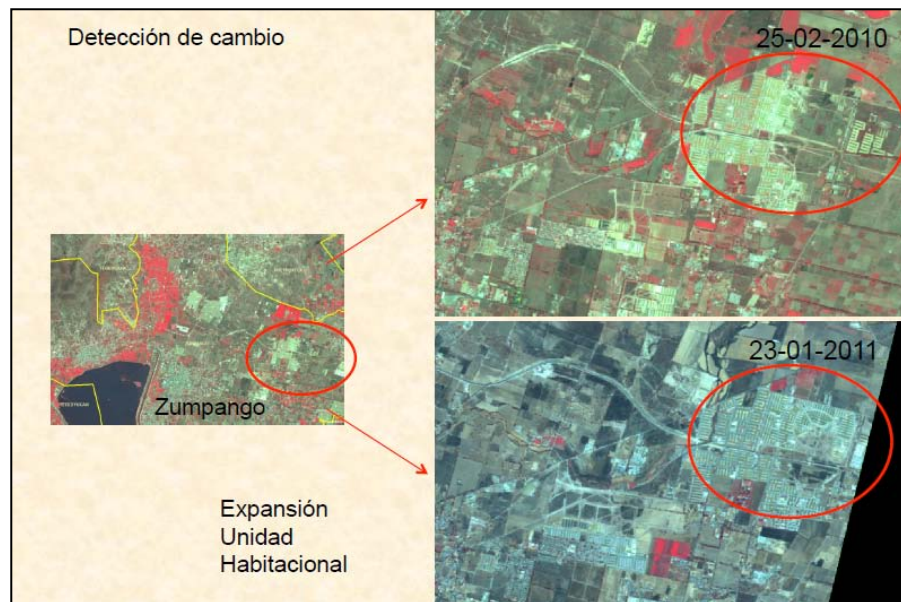 Detección de cambio
25-02-2010
Zumpango
23-01-2011
Expansión
Unidad
Habitacional